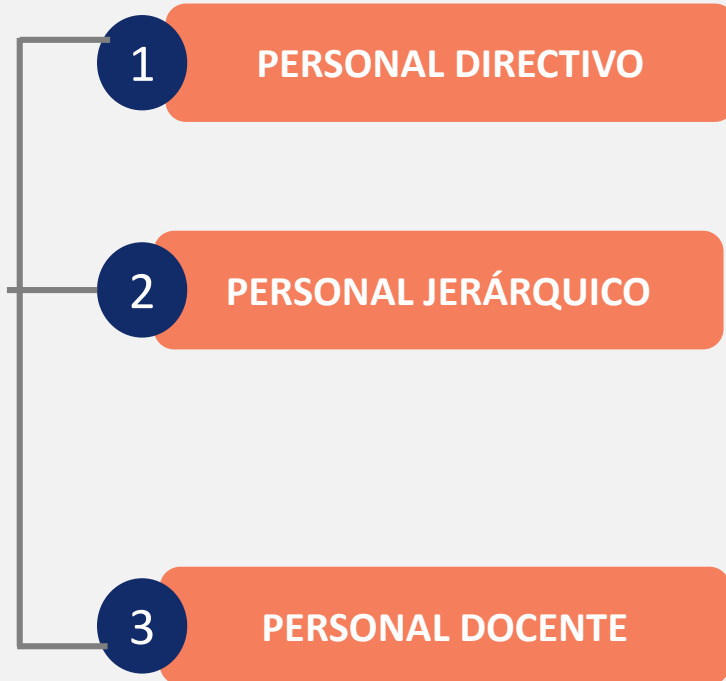 1
PERSONAL DIRECTIVO
2
PERSONAL JERÁRQUICO
3
PERSONAL DOCENTE